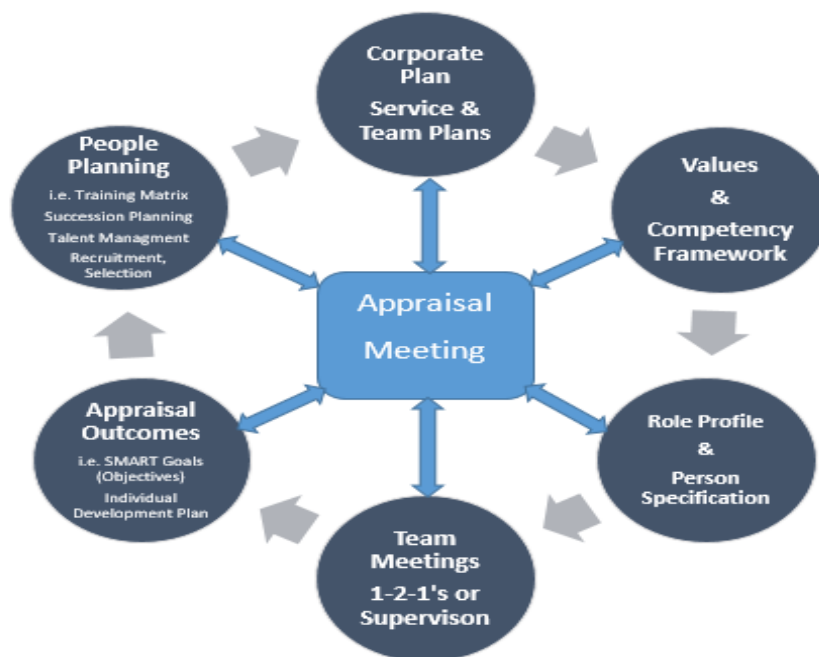 Corporate
Plan
Service &
Team Plans
Values
&
Competency
Framework
Role Profile
&
Person
Specification
Team
Meetings
1-2-1's or
Supervison
Appraisal
Outcomes
i.e. SMART Goals
(Objectives)
Individual
Development Plan
People
Planning
i.e. Training Matrix
Succession Planning
Talent Managment
Recruitment,
Selection
Appraisal
Meeting